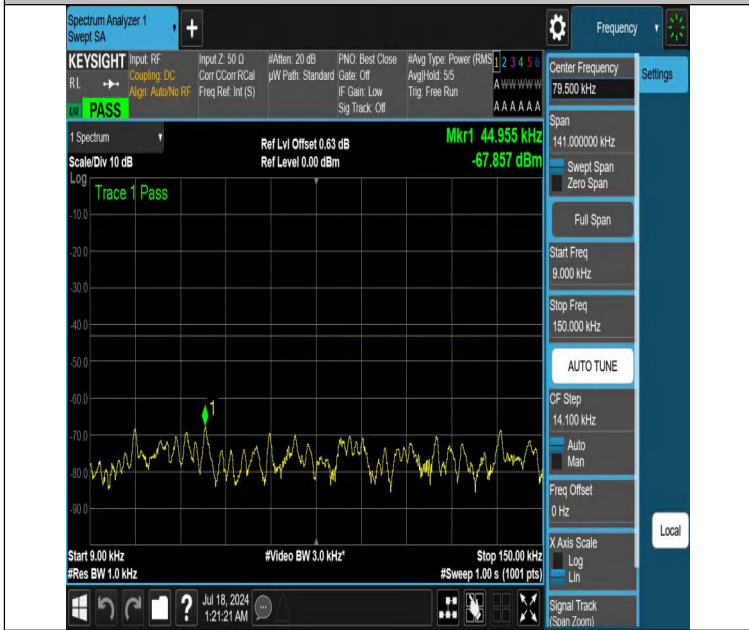 Spectrum Analyzer 1
Swept SA
+
Frequency
KEYSIGHT
RL
LXI
PASS
Input: RF
Coupling: DC
Align: Auto/No RF
Input Z: 50 Ω
Corr CCorr RCal
Freq Ref: Int (S)
#Atten: 20 dB
µW Path: Standard
PNO: Best Close
Gate: Off
IF Gain: Low
Sig Track: Off
#Avg Type: Power (RMS
Avg|Hold: 5/5
Trig: Free Run
1 2 3 4 5 6
A W W W W W
A A A A A A
1 Spectrum
Scale/Div 10 dB
Ref Lvl Offset 0.63 dB
Ref Level 0.00 dBm
Mkr1 44.955 kHz
-67.857 dBm
Log
Trace 1 Pass
-10.0
-20.0
-30.0
-40.0
-50.0
-60.0
-70.0
-80.0
-90.0
1
Start 9.00 kHz
#Res BW 1.0 kHz
#Video BW 3.0 kHz*
Stop 150.00 kHz
#Sweep 1.00 s (1001 pts)
Center Frequency
79.500 kHz
Span
141.000000 kHz
Swept Span
Zero Span
Full Span
Start Freq
9.000 kHz
Stop Freq
150.000 kHz
AUTO TUNE
CF Step
14.100 kHz
Auto
Man
Freq Offset
0 Hz
X Axis Scale
Log
Lin
Signal Track
(Span Zoom)
Settings
Local
?
Jul 18, 2024
1:21:21 AM